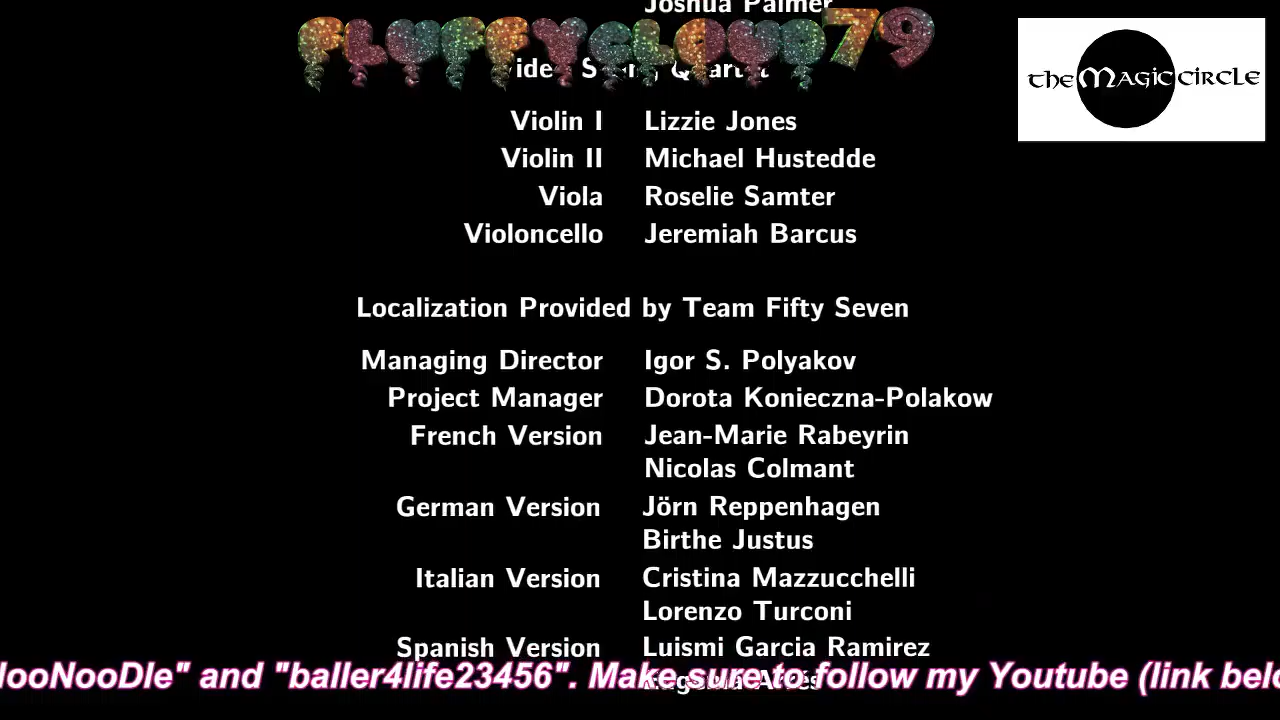 Joshua Palmer
FLUFFYCLOUD79
the Magic Circle
Violin I Lizzie Jones
Violin II Michael Hustedde
Viola Roselie Samter
Violoncello Jeremiah Barcus
Localization Provided by Team Fifty Seven
Managing Director Igor S. Polyakov
Project Manager Dorota Konieczna-Polakow
French Version Jean-Marie Rabeyrin
Nicolas Colmant
German Version Jörn Reppenhagen
Birthe Justus
Italian Version Cristina Mazzucchelli
Lorenzo Turconi
Spanish Version Luismi Garcia Ramirez
looNooDle" and "baller4life23456". Make sure to follow my Youtube (link belo